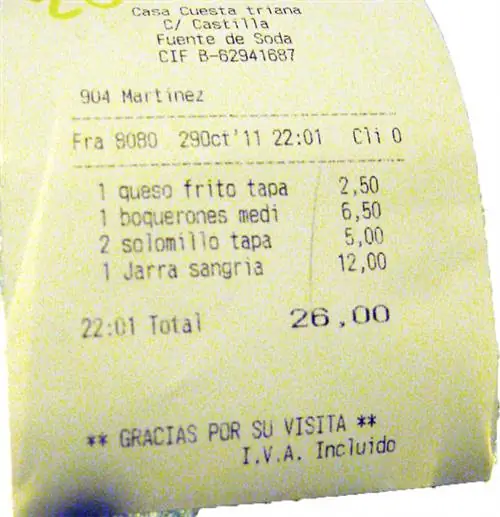 Casa Cuesta triana
C/ Castilla
Fuente de Soda
CIF B-62941687
904 Martinez
Fra 8080 29Oct'11 22:01 Cli 0
1 queso frito tapa 2,50
1 boquerones medi 6,50
2 solomillo tapa 5,00
1 Jarra sangria 12,00
22:01 Total 26,00
** GRACIAS POR SU VISITA **
I.V.A. Incluido